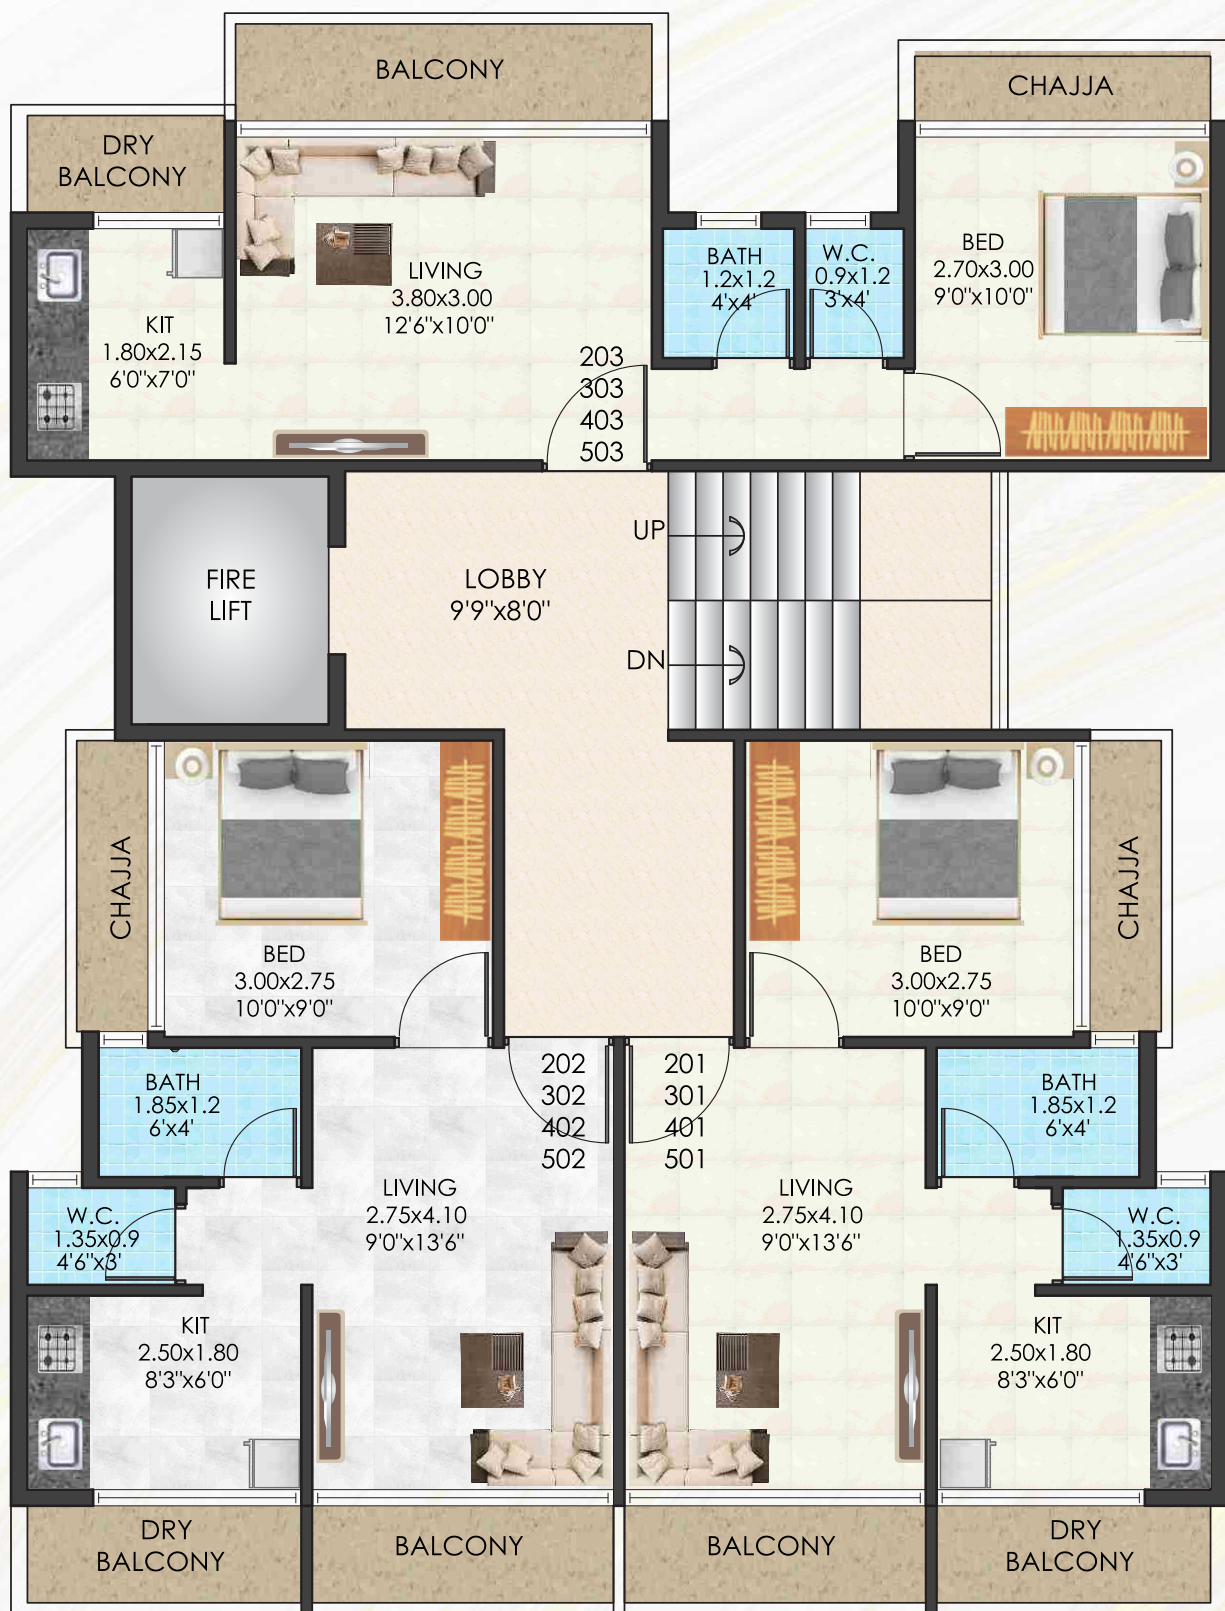 BALCONY
CHAJJA
DRY
BALCONY
LIVING
3.80x3.00
12'6"x10'0"
BATH
1.2x1.2
4'x4'
W.C.
0.9x1.2
3'x4'
BED
2.70x3.00
9'0"x10'0"
KIT
1.80x2.15
6'0"x7'0"
203
303
403
503
FIRE
LIFT
LOBBY
9'9"x8'0"
UP
DN
CHAJJA
BED
3.00x2.75
10'0"x9'0"
BED
3.00x2.75
10'0"x9'0"
CHAJJA
BATH
1.85x1.2
6'x4'
202
302
402
502
201
301
401
501
BATH
1.85x1.2
6'x4'
W.C.
1.35x0.9
4'6"x3'
LIVING
2.75x4.10
9'0"x13'6"
LIVING
2.75x4.10
9'0"x13'6"
W.C.
1.35x0.9
4'6"x3'
KIT
2.50x1.80
8'3"x6'0"
KIT
2.50x1.80
8'3"x6'0"
DRY
BALCONY
BALCONY
BALCONY
DRY
BALCONY